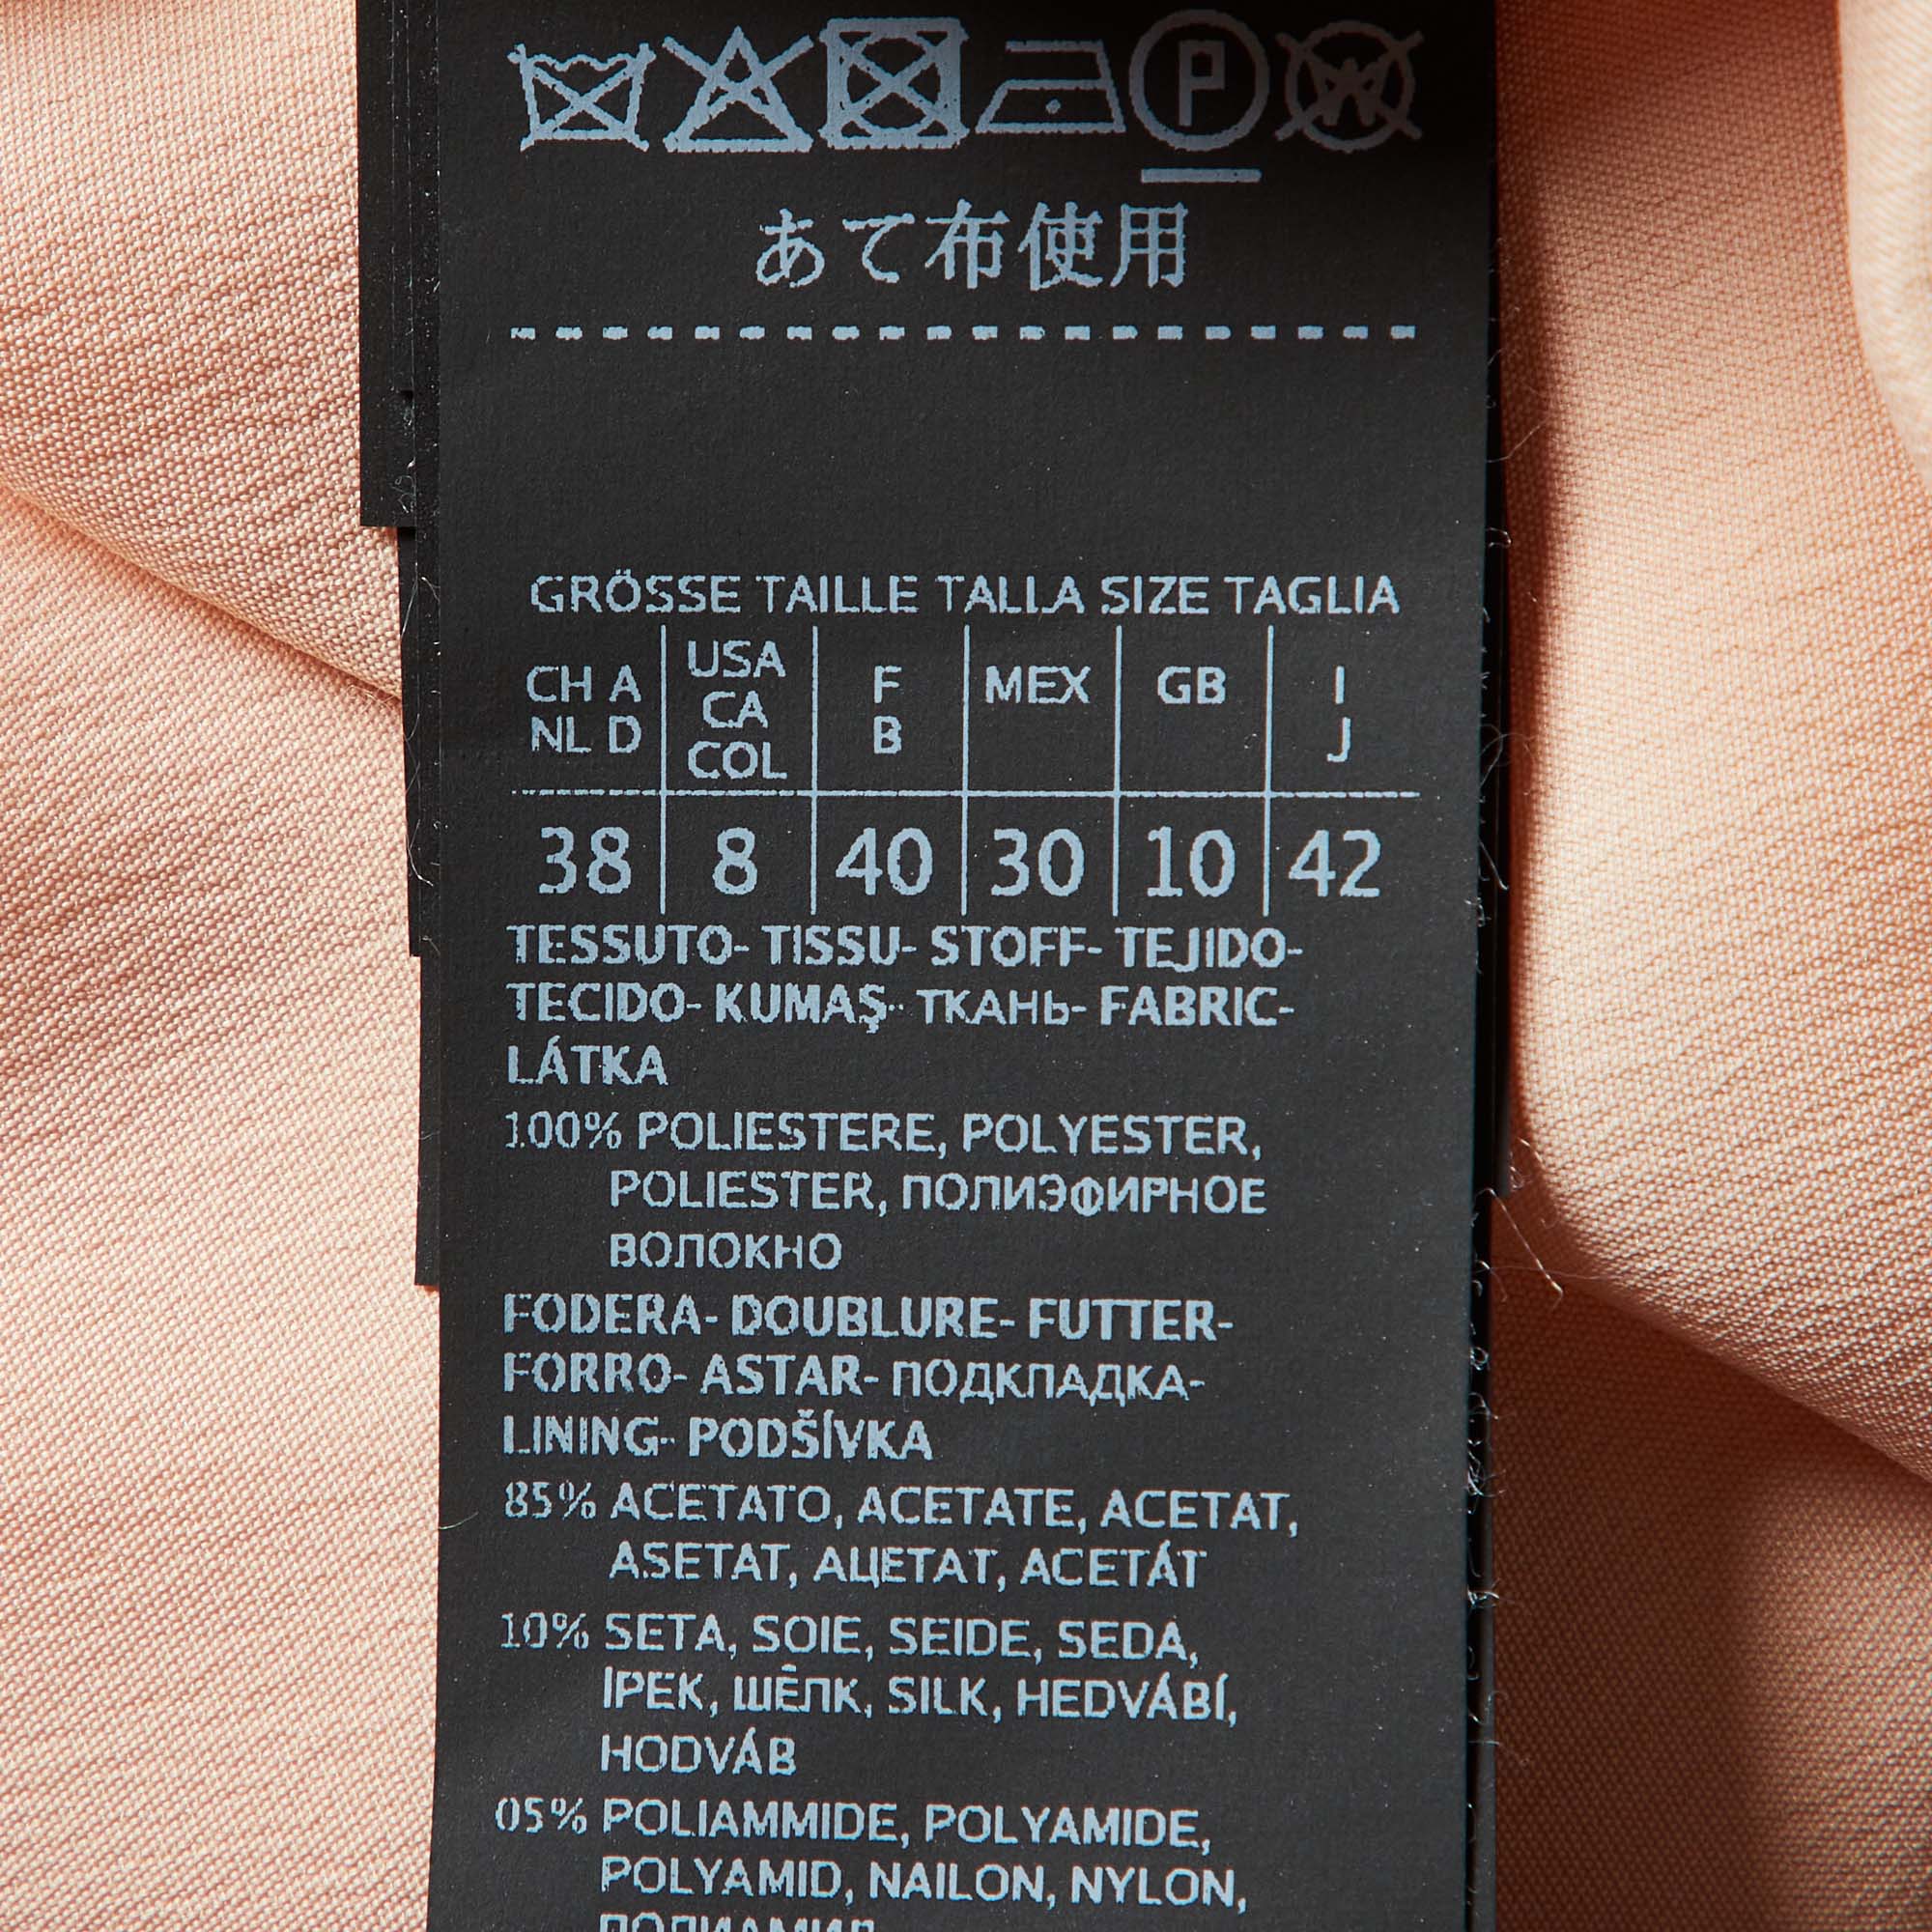 P W
あて布使用
GRÖSSE TAILLE TALLA SIZE TAGLIA
CH A NL D USA CA COL F B MEX GB I J
38 8 40 30 10 42
TESSUTO- TISSU- STOFF- TEJIDO-
TECIDO- KUMAŞ- ТКАНЬ- FABRIC-
LÁTKA
100% POLIESTERE, POLYESTER,
POLIESTER, ПОЛИЭФИРНОЕ
ВОЛОКНО
FODERA- DOUBLURE- FUTTER-
FORRO- ASTAR- ПОДКЛАДКА-
LINING- PODŠÍVKA
85% ACETATO, ACETATE, ACETAT,
ASETAT, АЦЕТАТ, ACETÁT
10% SETA, SOIE, SEIDE, SEDA,
İPEK, ШЁЛК, SILK, HEDVÁBÍ,
HODVÁB
05% POLIAMMIDE, POLYAMIDE,
POLYAMID, NAILON, NYLON,